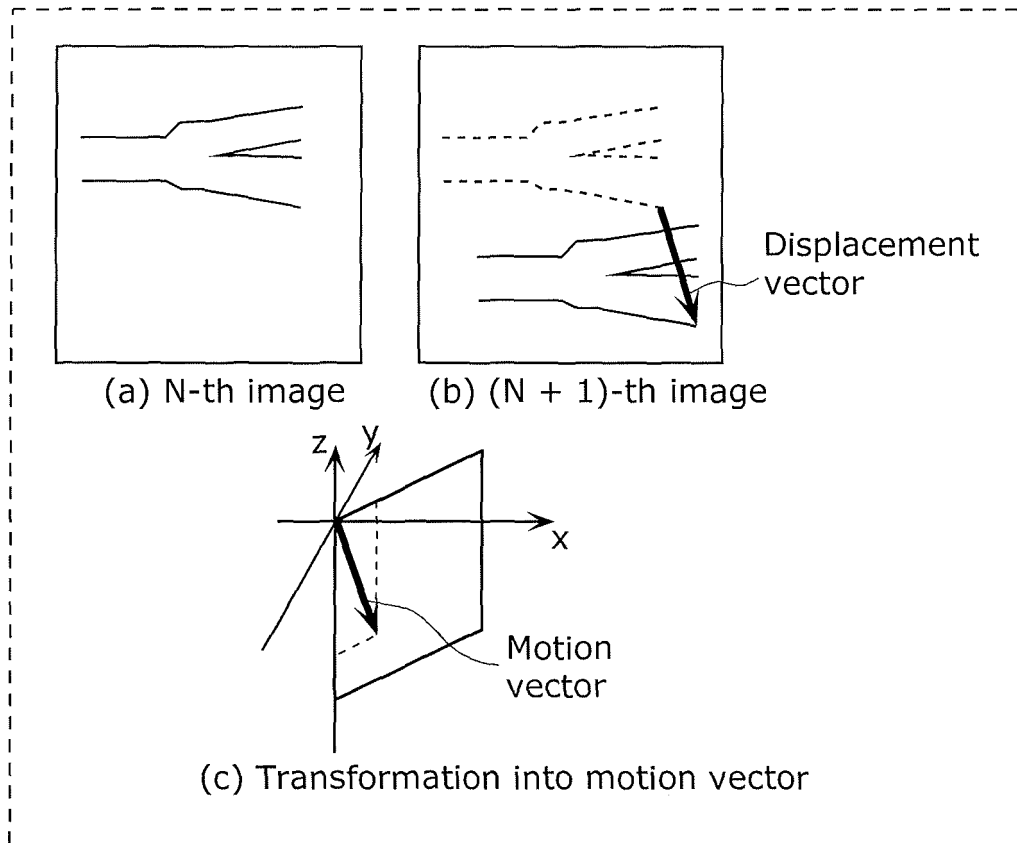 Displacement
vector
(a) N-th image
(b) (N + 1)-th image
z
y
x
Motion
vector
(c) Transformation into motion vector